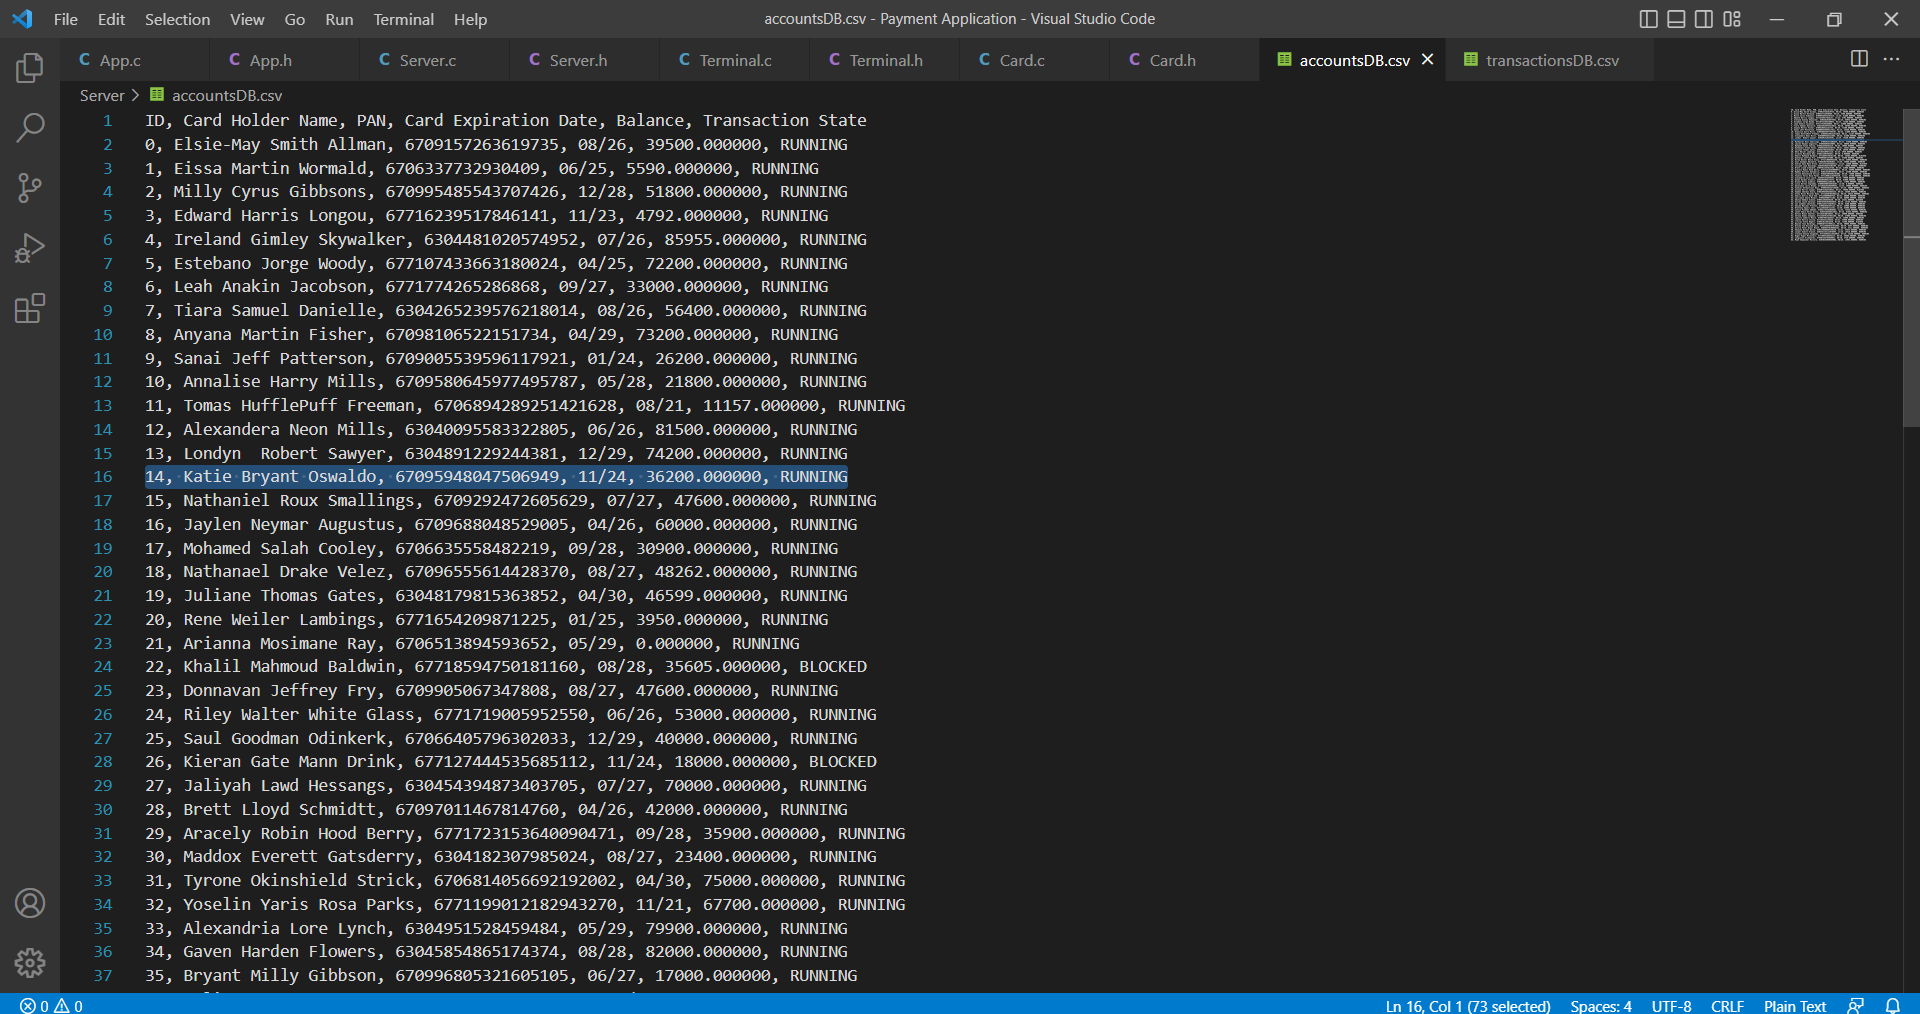 File Edit Selection View Go Run Terminal Help accountsDB.csv - Payment Application - Visual Studio Code
C App.c C App.h C Server.c C Server.h C Terminal.c C Terminal.h C Card.c C Card.h accountsDB.csv transactionsDB.csv
Server > accountsDB.csv
1 ID, Card Holder Name, PAN, Card Expiration Date, Balance, Transaction State
2 0, Elsie-May Smith Allman, 6709157263619735, 08/26, 39500.000000, RUNNING
3 1, Eissa Martin Wormald, 6706337732930409, 06/25, 5590.000000, RUNNING
4 2, Milly Cyrus Gibbsons, 670995485543707426, 12/28, 51800.000000, RUNNING
5 3, Edward Harris Longou, 67716239517846141, 11/23, 4792.000000, RUNNING
6 4, Ireland Gimley Skywalker, 6304481020574952, 07/26, 85955.000000, RUNNING
7 5, Estebano Jorge Woody, 677107433663180024, 04/25, 72200.000000, RUNNING
8 6, Leah Anakin Jacobson, 6771774265286868, 09/27, 33000.000000, RUNNING
9 7, Tiara Samuel Danielle, 6304265239576218014, 08/26, 56400.000000, RUNNING
10 8, Anyana Martin Fisher, 67098106522151734, 04/29, 73200.000000, RUNNING
11 9, Sanai Jeff Patterson, 6709005539596117921, 01/24, 26200.000000, RUNNING
12 10, Annalise Harry Mills, 6709580645977495787, 05/28, 21800.000000, RUNNING
13 11, Tomas HufflePuff Freeman, 6706894289251421628, 08/21, 11157.000000, RUNNING
14 12, Alexandera Neon Mills, 63040095583322805, 06/26, 81500.000000, RUNNING
15 13, Londyn  Robert Sawyer, 6304891229244381, 12/29, 74200.000000, RUNNING
16 14, Katie Bryant Oswaldo, 67095948047506949, 11/24, 36200.000000, RUNNING
17 15, Nathaniel Roux Smallings, 6709292472605629, 07/27, 47600.000000, RUNNING
18 16, Jaylen Neymar Augustus, 6709688048529005, 04/26, 60000.000000, RUNNING
19 17, Mohamed Salah Cooley, 6706635558482219, 09/28, 30900.000000, RUNNING
20 18, Nathanael Drake Velez, 67096555614428370, 08/27, 48262.000000, RUNNING
21 19, Juliane Thomas Gates, 63048179815363852, 04/30, 46599.000000, RUNNING
22 20, Rene Weiler Lambings, 6771654209871225, 01/25, 3950.000000, RUNNING
23 21, Arianna Mosimane Ray, 6706513894593652, 05/29, 0.000000, RUNNING
24 22, Khalil Mahmoud Baldwin, 67718594750181160, 08/28, 35605.000000, BLOCKED
25 23, Donnavan Jeffrey Fry, 6709905067347808, 08/27, 47600.000000, RUNNING
26 24, Riley Walter White Glass, 6771719005952550, 06/26, 53000.000000, RUNNING
27 25, Saul Goodman Odinkerk, 67066405796302033, 12/29, 40000.000000, RUNNING
28 26, Kieran Gate Mann Drink, 677127444535685112, 11/24, 18000.000000, BLOCKED
29 27, Jaliyah Lawd Hessangs, 630454394873403705, 07/27, 70000.000000, RUNNING
30 28, Brett Lloyd Schmidtt, 67097011467814760, 04/26, 42000.000000, RUNNING
31 29, Aracely Robin Hood Berry, 6771723153640090471, 09/28, 35900.000000, RUNNING
32 30, Maddox Everett Gatsderry, 6304182307985024, 08/27, 23400.000000, RUNNING
33 31, Tyrone Okinshield Strick, 6706814056692192002, 04/30, 75000.000000, RUNNING
34 32, Yoselin Yaris Rosa Parks, 6771199012182943270, 11/21, 67700.000000, RUNNING
35 33, Alexandria Lore Lynch, 6304951528459484, 05/29, 79900.000000, RUNNING
36 34, Gaven Harden Flowers, 63045854865174374, 08/28, 82000.000000, RUNNING
37 35, Bryant Milly Gibbson, 670996805321605105, 06/27, 17000.000000, RUNNING
0 0 Ln 16, Col 1 (73 selected) Spaces: 4 UTF-8 CRLF Plain Text